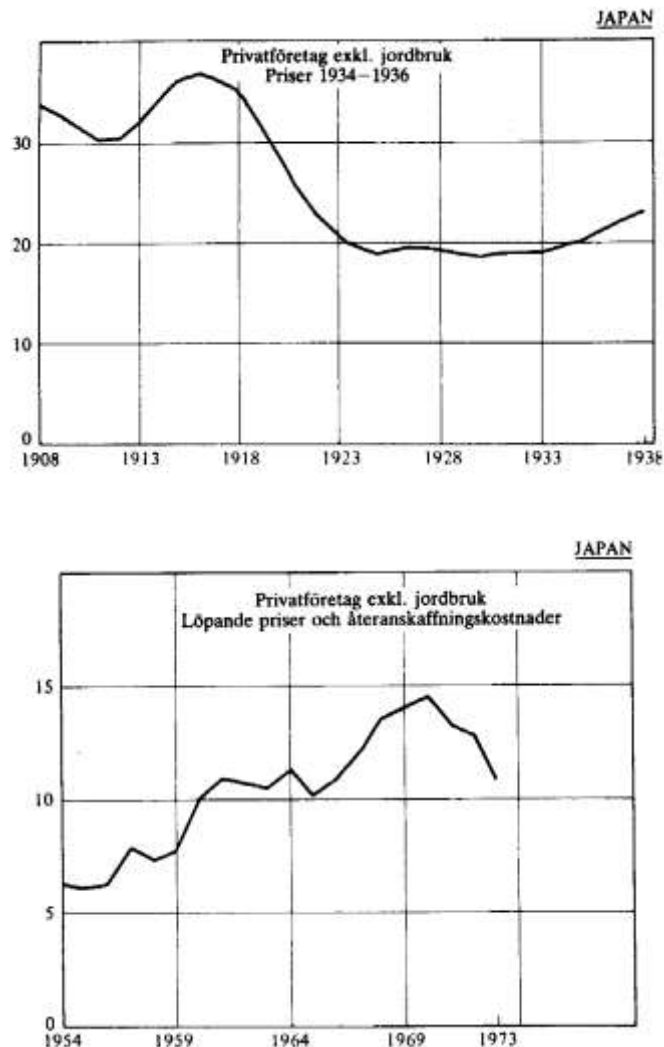 JAPAN
Privatföretag exkl. jordbruk
Priser 1934–1936
30
20
10
0
1908 1913 1918 1923 1928 1933 1938
JAPAN
Privatföretag exkl. jordbruk
Löpande priser och återanskaffningskostnader
15
10
5
0
1954 1959 1964 1969 1973